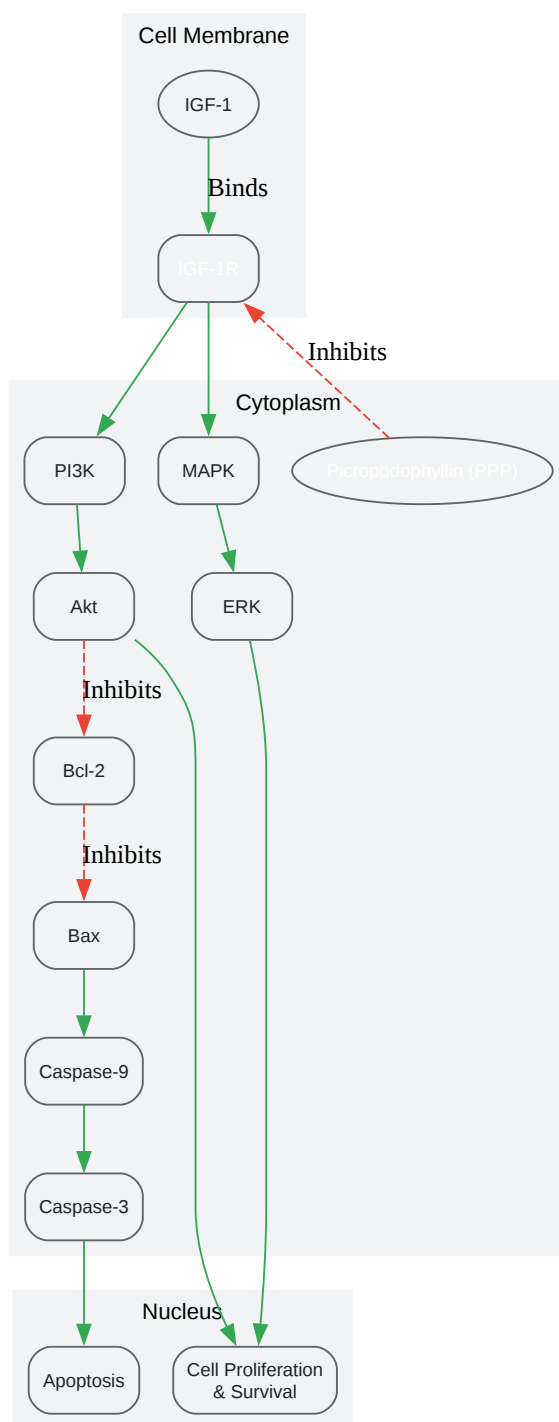 Cell Membrane
IGF-1
Binds
IGF-1R
Inhibits
Cytoplasm
PI3K
MAPK
Picropodophyllin (PPP)
Akt
ERK
Inhibits
Bcl-2
Inhibits
Bax
Caspase-9
Caspase-3
Nucleus
Apoptosis
Cell Proliferation
& Survival